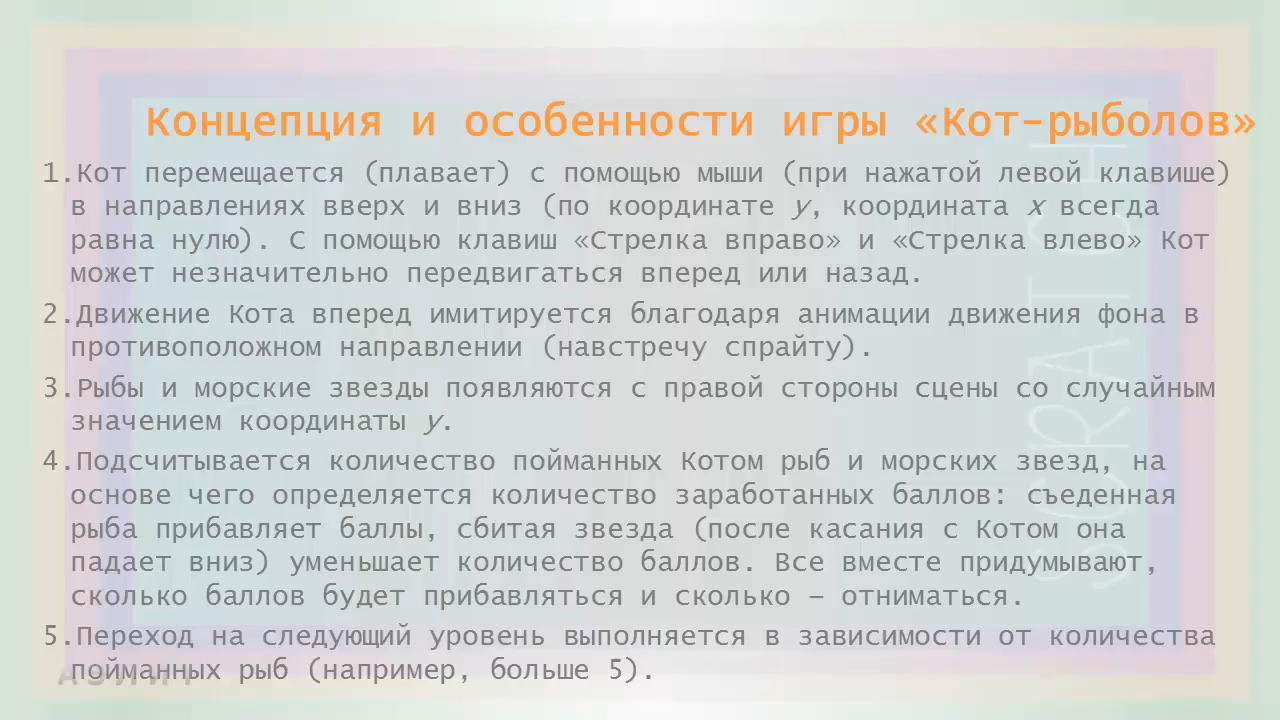 Концепция и особенности игры «Кот-рыболов»
1.Кот перемещается (плавает) с помощью мыши (при нажатой левой клавише)
в направлениях вверх и вниз (по координате y, координата x всегда
равна нулю). С помощью клавиш «Стрелка вправо» и «Стрелка влево» Кот
может незначительно передвигаться вперед или назад.
2.Движение Кота вперед имитируется благодаря анимации движения фона в
противоположном направлении (навстречу спрайту).
3.Рыбы и морские звезды появляются с правой стороны сцены со случайным
значением координаты y.
4.Подсчитывается количество пойманных Котом рыб и морских звезд, на
основе чего определяется количество заработанных баллов: съеденная
рыба прибавляет баллы, сбитая звезда (после касания с Котом она
падает вниз) уменьшает количество баллов. Все вместе придумывают,
сколько баллов будет прибавляться и сколько – отниматься.
5.Переход на следующий уровень выполняется в зависимости от количества
пойманных рыб (например, больше 5).
SCRATCH